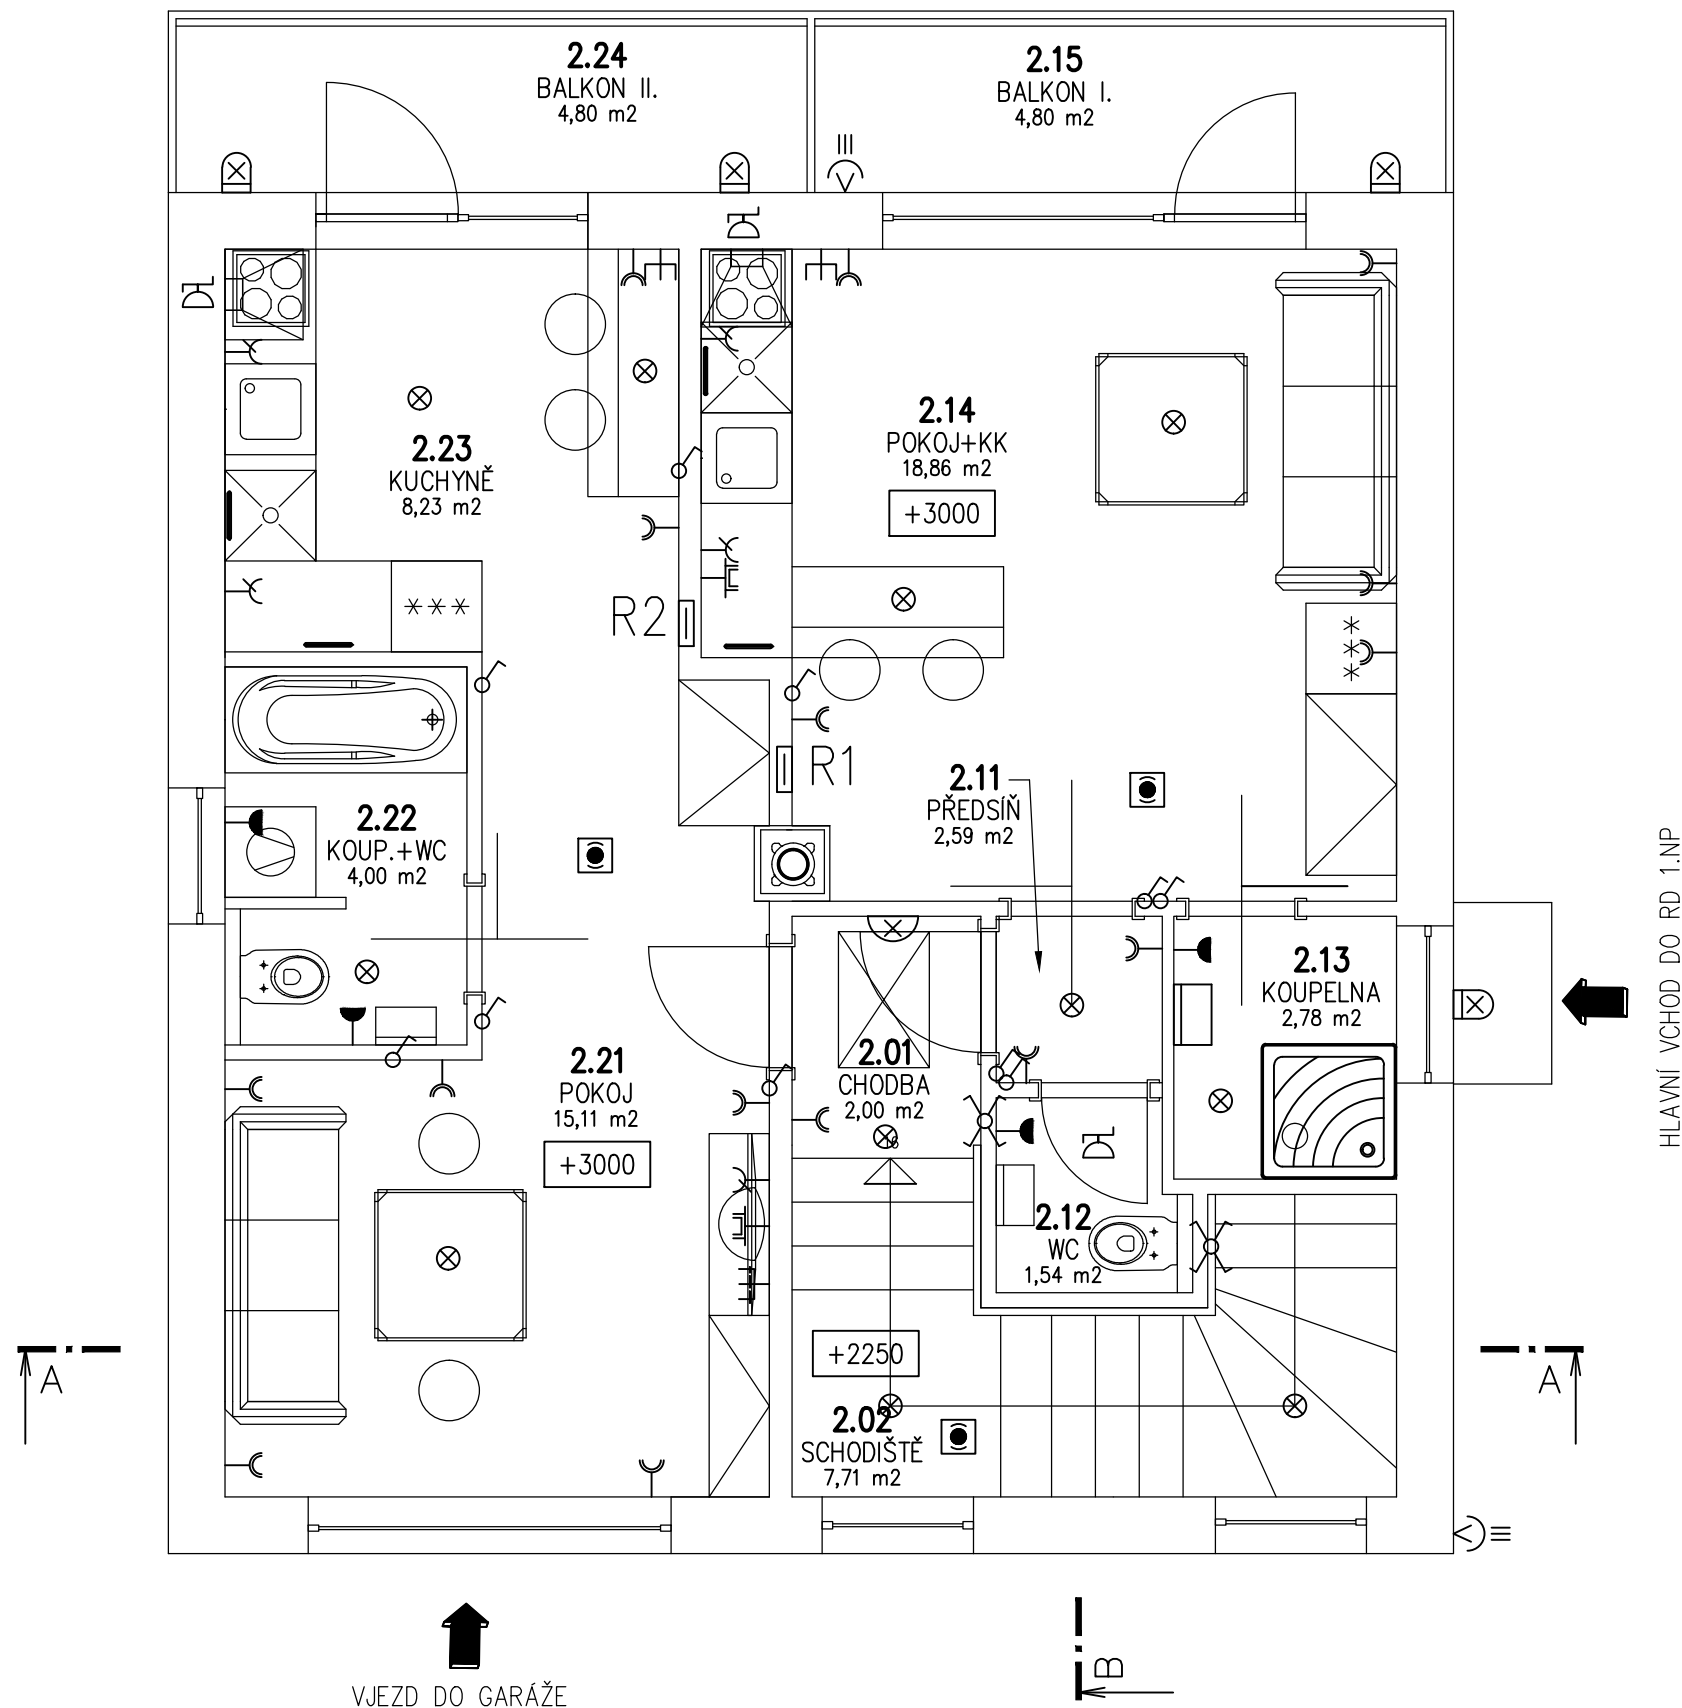 2.24
BALKON II.
4,80 m2
2.15
BALKON I.
4,80 m2
2.23
KUCHYNĚ
8,23 m2
2.14
POKOJ+KK
18,86 m2
+3000
R2
R1
2.11
PŘEDSÍŇ
2,59 m2
2.22
KOUP.+WC
4,00 m2
2.13
KOUPELNA
2,78 m2
2.21
POKOJ
15,11 m2
+3000
2.01
CHODBA
2,00 m2
2.12
WC
1,54 m2
+2250
2.02
SCHODIŠTĚ
7,71 m2
A
A
B
VJEZD DO GARÁŽE
HLAVNÍ VCHOD DO RD 1.NP